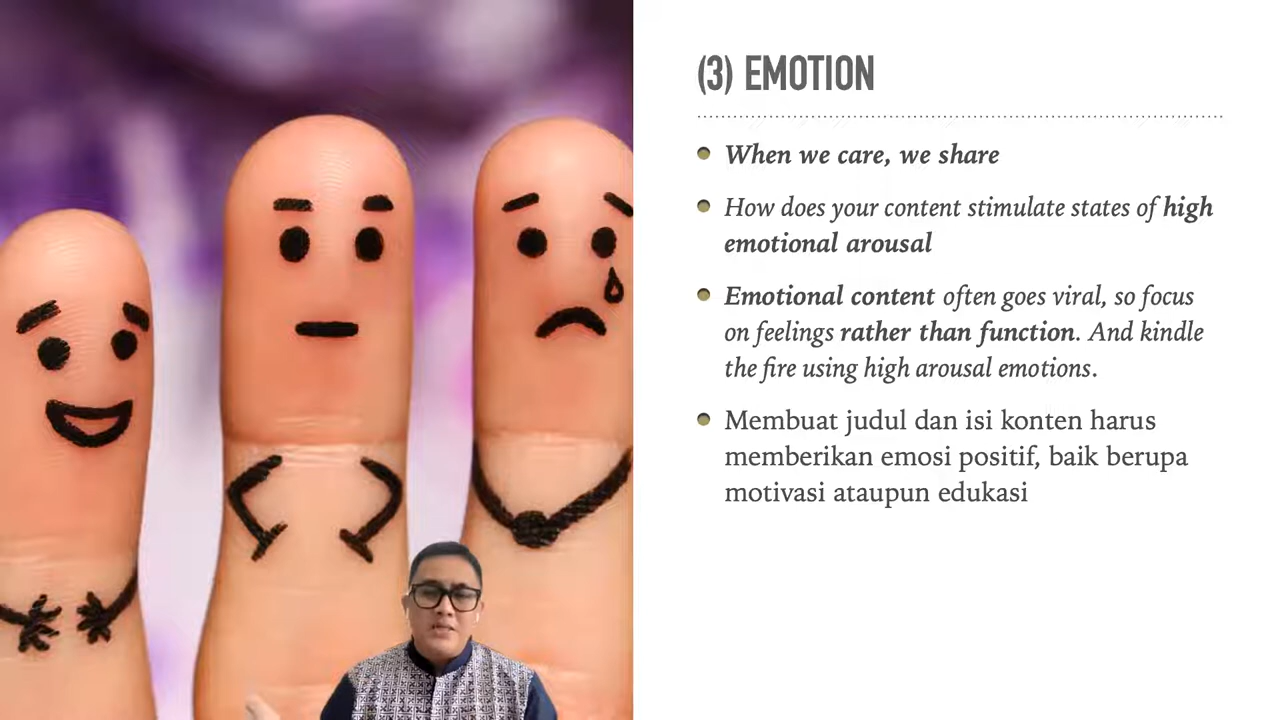 (3) EMOTION
When we care, we share
How does your content stimulate states of high
emotional arousal
Emotional content often goes viral, so focus
on feelings rather than function. And kindle
the fire using high arousal emotions.
Membuat judul dan isi konten harus
memberikan emosi positif, baik berupa
motivasi ataupun edukasi